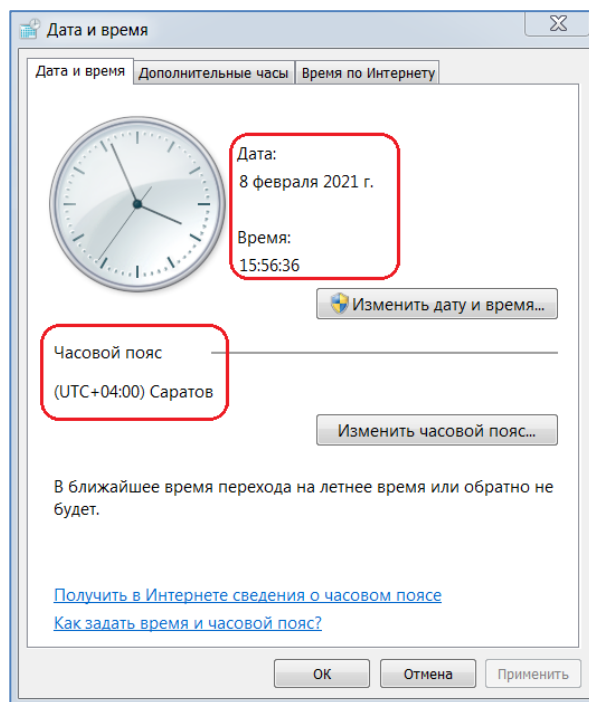 Дата и время
Дата и время Дополнительные часы Время по Интернету
Дата:
8 февраля 2021 г.
Время:
15:56:36
Изменить дату и время...
Часовой пояс
(UTC+04:00) Саратов
Изменить часовой пояс...
В ближайшее время перехода на летнее время или обратно не
будет.
Получить в Интернете сведения о часовом поясе
Как задать время и часовой пояс?
ОК Отмена Применить